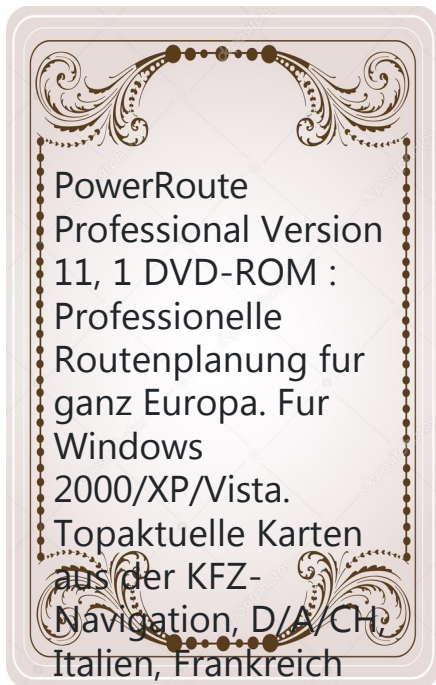 PowerRoute
Professional Version
11, 1 DVD-ROM :
Professionelle
Routenplanung fur
ganz Europa. Fur
Windows
2000/XP/Vista.
Topaktuelle Karten
aus der KFZ-
Navigation, D/A/CH,
Italien, Frankreich